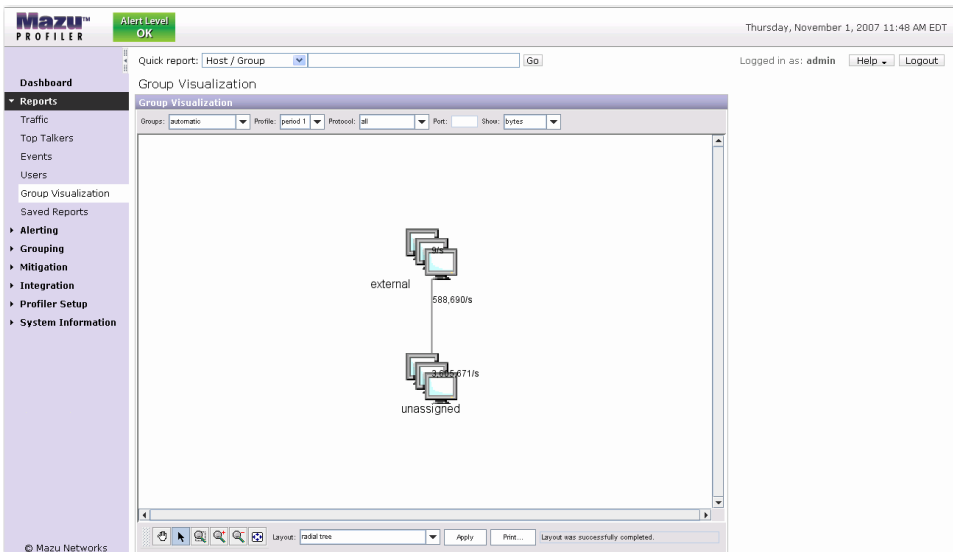 Mazu™
PROFILER
Alert Level
OK
Thursday, November 1, 2007 11:48 AM EDT
Quick report: Host / Group Go
Logged in as: admin Help Logout
Dashboard
Reports
Traffic
Top Talkers
Events
Users
Group Visualization
Saved Reports
Alerting
Grouping
Mitigation
Integration
Profiler Setup
System Information
© Mazu Networks
Group Visualization
Group Visualization
Groups: automatic Profile: period 1 Protocol: all Port: Show: bytes
9/s
external
588,690/s
unassigned
Layout: radial tree Apply Print... Layout was successfully completed.